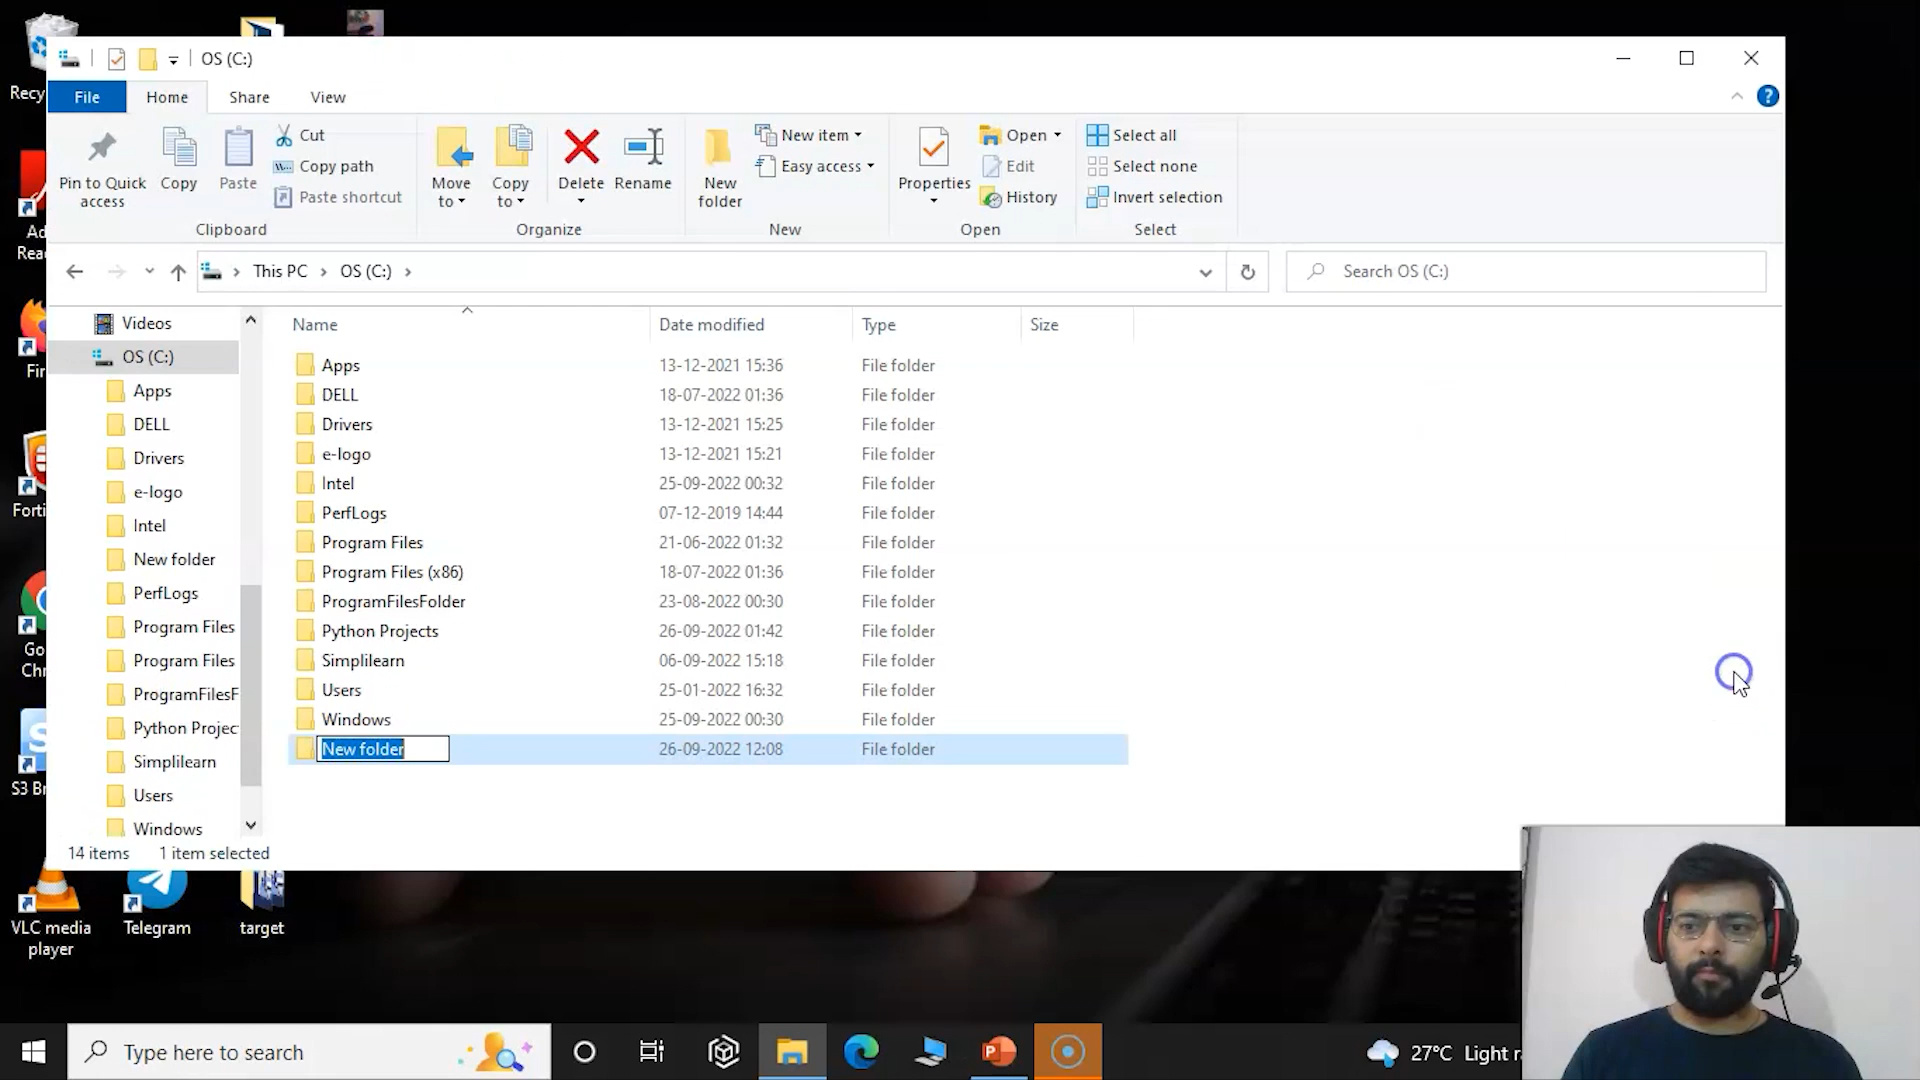 OS (C:)
File
Home
Share
View
Pin to Quick
access
Copy
Paste
Cut
Copy path
Paste shortcut
Clipboard
Move
to
Copy
to
Delete
Rename
Organize
New
folder
New item
Easy access
New
Properties
Open
Edit
History
Open
Select all
Select none
Invert selection
Select
This PC
OS (C:)
Search OS (C:)
Videos
OS (C:)
Apps
DELL
Drivers
e-logo
Intel
New folder
PerfLogs
Program Files
Program Files
ProgramFilesF
Python Projec
Simplilearn
Users
Windows
Name Date modified Type Size
Apps 13-12-2021 15:36 File folder
DELL 18-07-2022 01:36 File folder
Drivers 13-12-2021 15:25 File folder
e-logo 13-12-2021 15:21 File folder
Intel 25-09-2022 00:32 File folder
PerfLogs 07-12-2019 14:44 File folder
Program Files 21-06-2022 01:32 File folder
Program Files (x86) 18-07-2022 01:36 File folder
ProgramFilesFolder 23-08-2022 00:30 File folder
Python Projects 26-09-2022 01:42 File folder
Simplilearn 06-09-2022 15:18 File folder
Users 25-01-2022 16:32 File folder
Windows 25-09-2022 00:30 File folder
New folder 26-09-2022 12:08 File folder
14 items 1 item selected
Recy
Ad
Rea
Fir
Forti
Go
Chr
S3 Br
VLC media
player
Telegram
target
Type here to search
27°C Light r